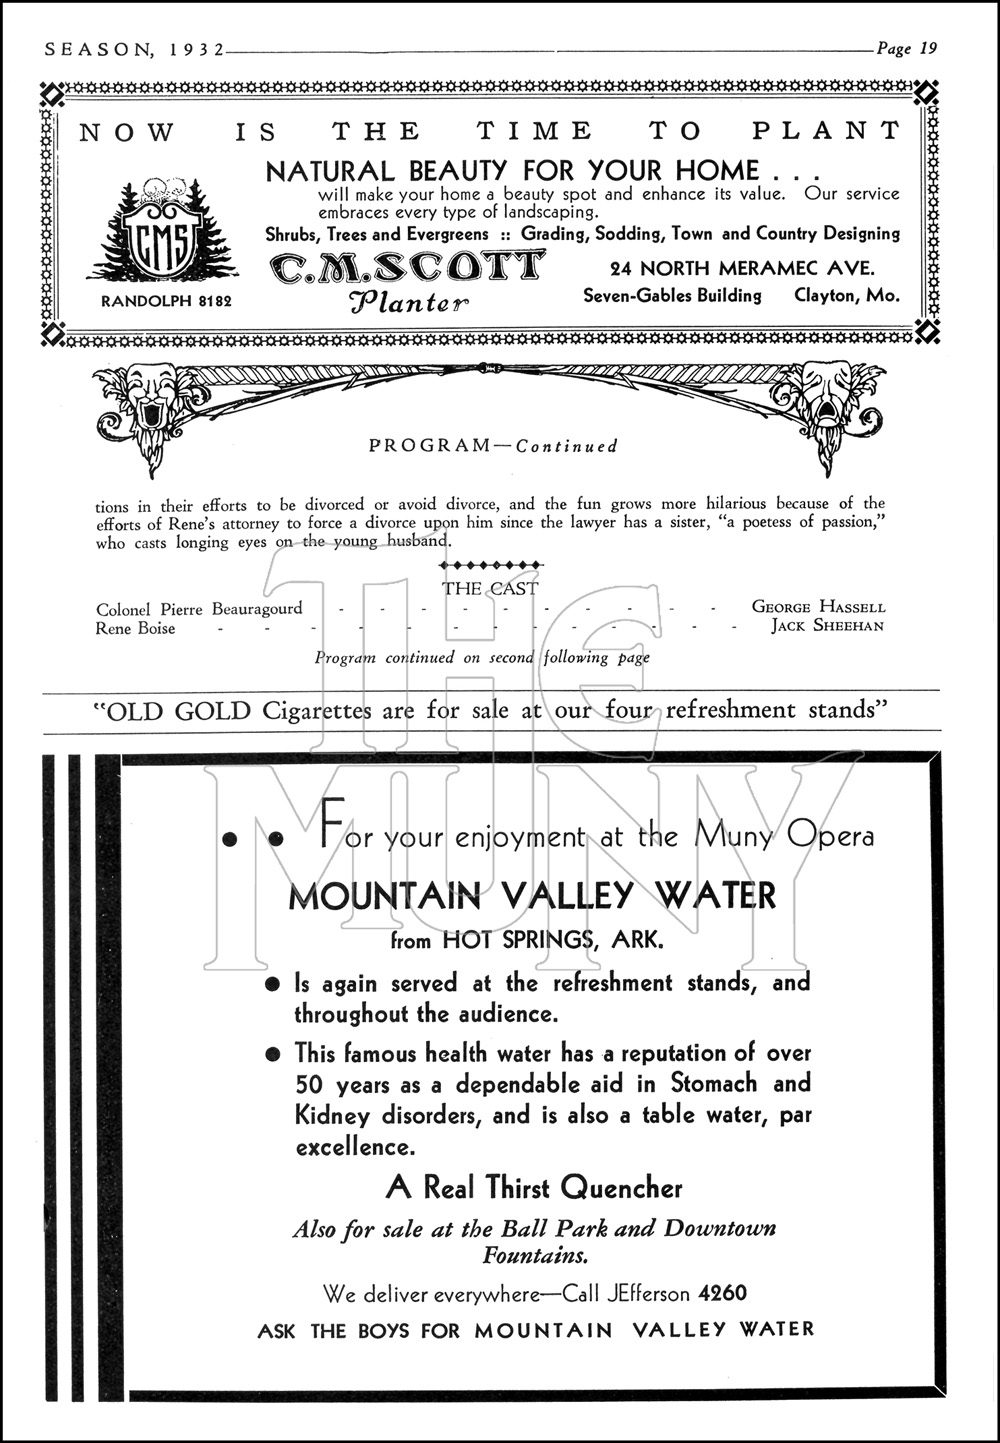 SEASON, 1932
Page 19
NOW IS THE TIME TO PLANT
NATURAL BEAUTY FOR YOUR HOME . . .
will make your home a beauty spot and enhance its value. Our service
embraces every type of landscaping.
Shrubs, Trees and Evergreens :: Grading, Sodding, Town and Country Designing
CMS
RANDOLPH 8182
C.M.SCOTT
Planter
24 NORTH MERAMEC AVE.
Seven-Gables Building Clayton, Mo.
PROGRAM—Continued
tions in their efforts to be divorced or avoid divorce, and the fun grows more hilarious because of the
efforts of Rene's attorney to force a divorce upon him since the lawyer has a sister, "a poetess of passion,"
who casts longing eyes on the young husband.
THE CAST
Colonel Pierre Beauragourd - - - - - - - - - - GEORGE HASSELL
Rene Boise - - - - - - - - - - - - - JACK SHEEHAN
Program continued on second following page
"OLD GOLD Cigarettes are for sale at our four refreshment stands"
THE
MUNY
• • For your enjoyment at the Muny Opera
MOUNTAIN VALLEY WATER
from HOT SPRINGS, ARK.
• Is again served at the refreshment stands, and
throughout the audience.
• This famous health water has a reputation of over
50 years as a dependable aid in Stomach and
Kidney disorders, and is also a table water, par
excellence.
A Real Thirst Quencher
Also for sale at the Ball Park and Downtown
Fountains.
We deliver everywhere—Call JEfferson 4260
ASK THE BOYS FOR MOUNTAIN VALLEY WATER